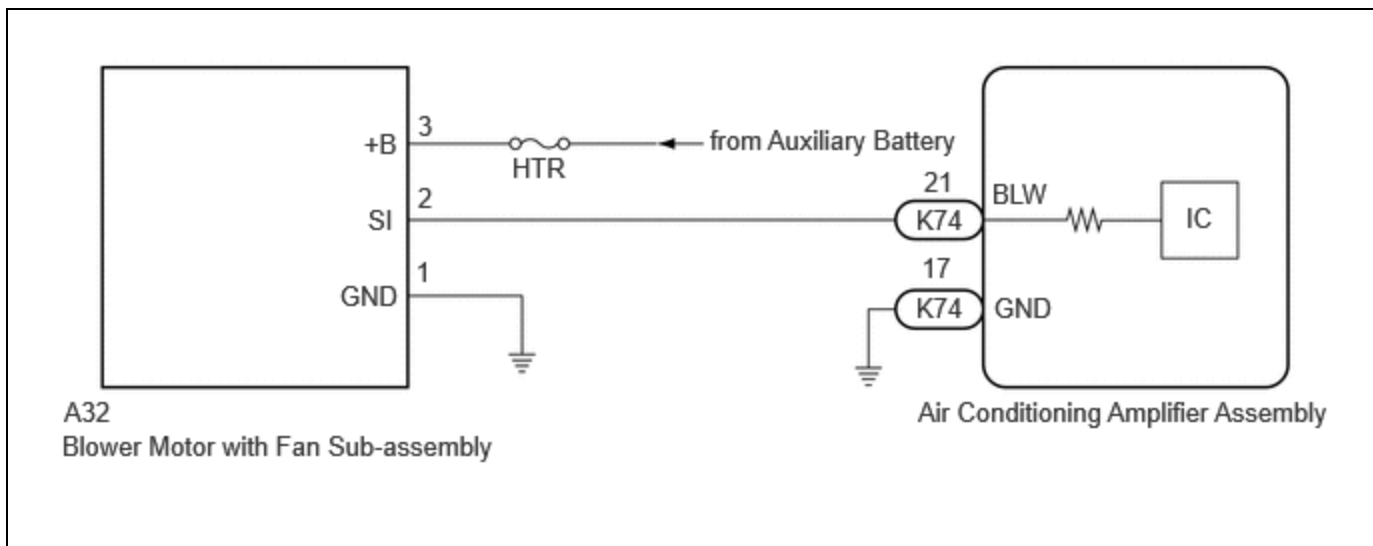 +B
3
HTR
from Auxiliary Battery
SI
2
21
K74
BLW
IC
GND
1
17
K74
GND
A32
Blower Motor with Fan Sub-assembly
Air Conditioning Amplifier Assembly